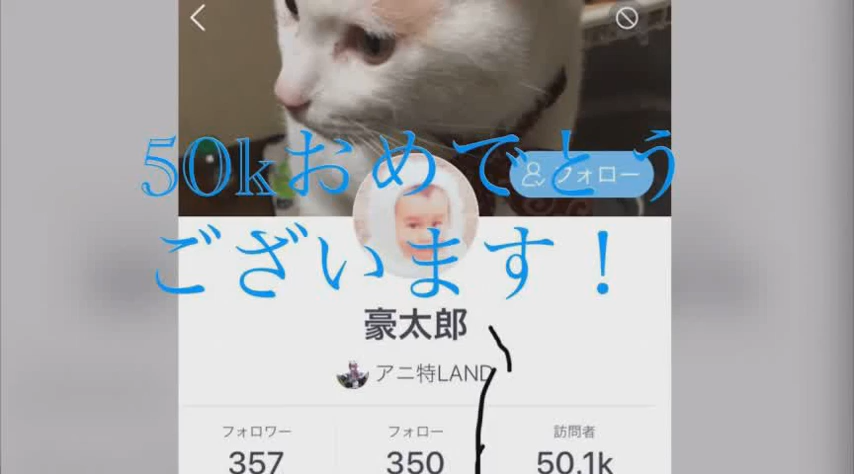 50kおめでとう
フォロー
ございます！
豪太郎
アニ特LAND
フォロワー
フォロー
訪問者
357
350
50.1k